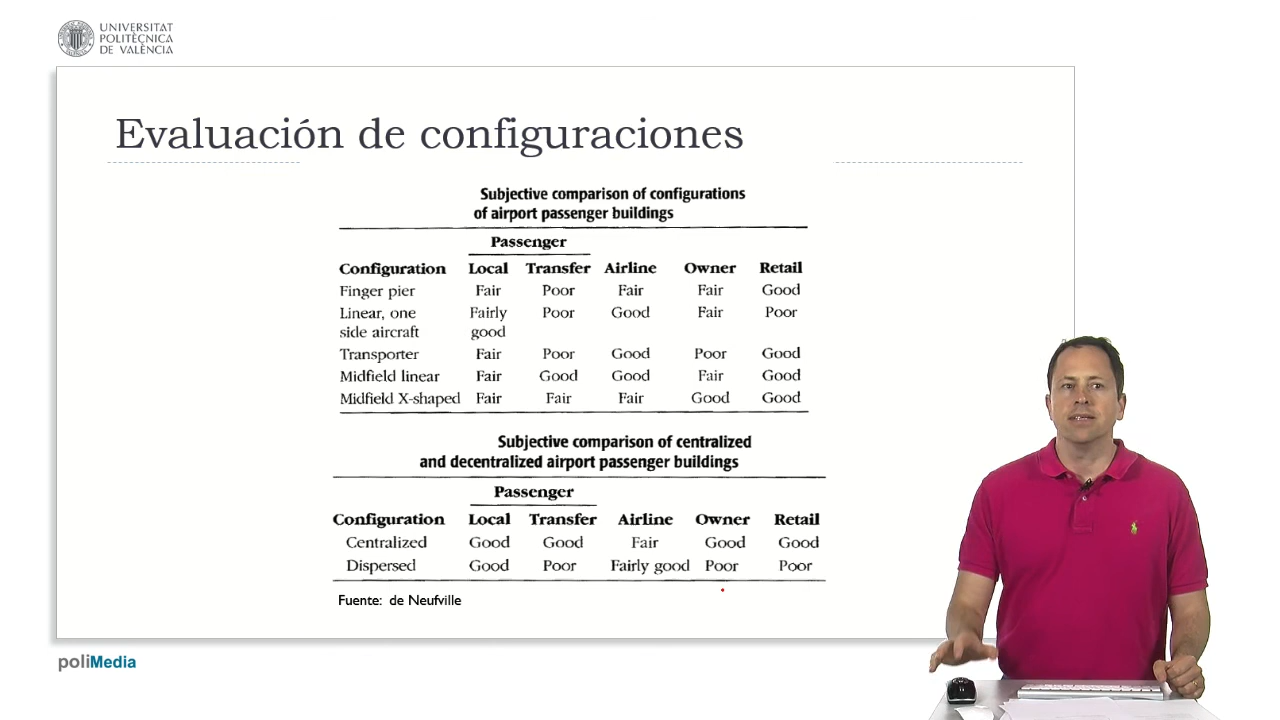 UNIVERSITAT
POLITÈCNICA
DE VALÈNCIA
Evaluación de configuraciones
Subjective comparison of configurations
of airport passenger buildings
Passenger
Configuration Local Transfer Airline Owner Retail
Finger pier Fair Poor Fair Fair Good
Linear, one Fairly Poor Good Fair Poor
side aircraft good
Transporter Fair Poor Good Poor Good
Midfield linear Fair Good Good Fair Good
Midfield X-shaped Fair Fair Fair Good Good
Subjective comparison of centralized
and decentralized airport passenger buildings
Passenger
Configuration Local Transfer Airline Owner Retail
Centralized Good Good Fair Good Good
Dispersed Good Poor Fairly good Poor Poor
Fuente: de Neufville
poliMedia